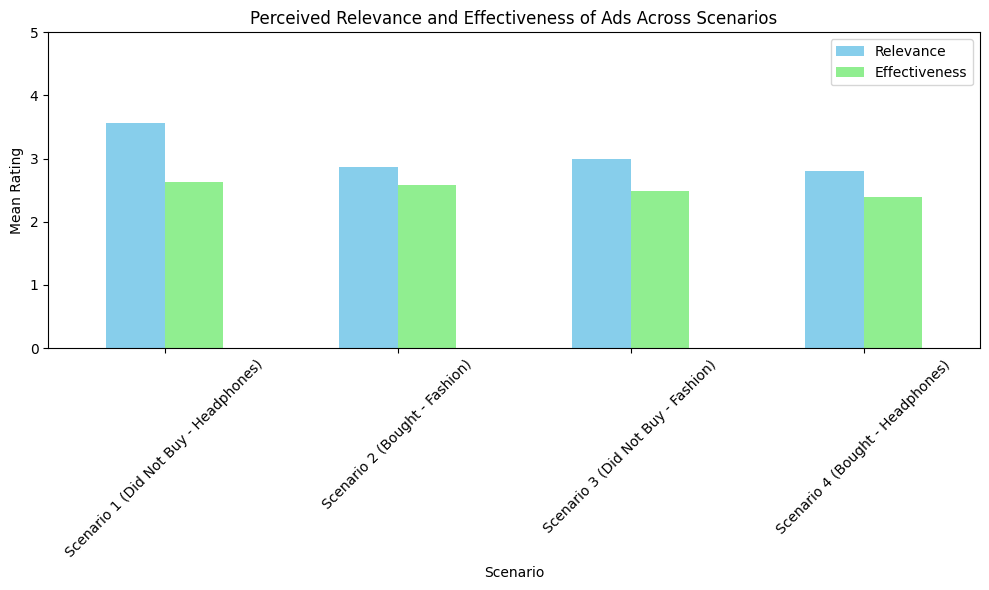 Perceived Relevance and Effectiveness of Ads Across Scenarios
Relevance
Effectiveness
Mean Rating
5
4
3
2
1
0
Scenario 1 (Did Not Buy - Headphones)
Scenario 2 (Bought - Fashion)
Scenario 3 (Did Not Buy - Fashion)
Scenario 4 (Bought - Headphones)
Scenario